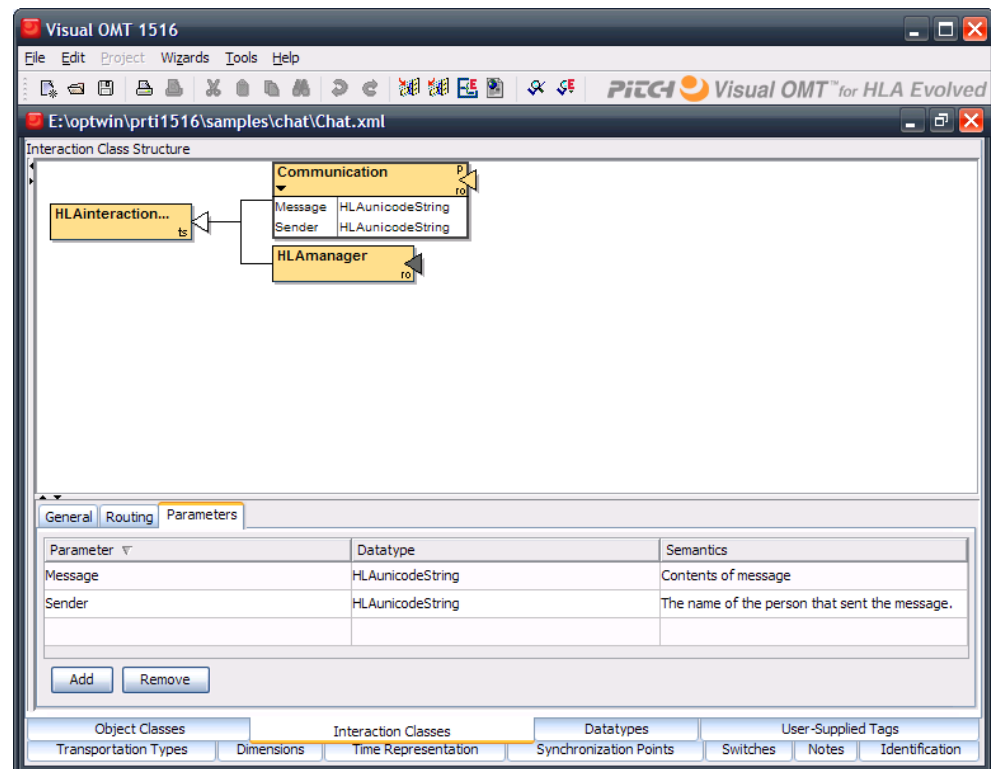 Visual OMT 1516
File Edit Project Wizards Tools Help
PITCH Visual OMT™ for HLA Evolved
E:\optwin\prti1516\samples\chat\Chat.xml
Interaction Class Structure
Communication P
ro
Message HLAunicodeString
Sender HLAunicodeString
HLAinteraction...
ts
HLAmanager
ro
General Routing Parameters
Parameter Datatype Semantics
Message HLAunicodeString Contents of message
Sender HLAunicodeString The name of the person that sent the message.
Add Remove
Object Classes Interaction Classes Datatypes User-Supplied Tags
Transportation Types Dimensions Time Representation Synchronization Points Switches Notes Identification